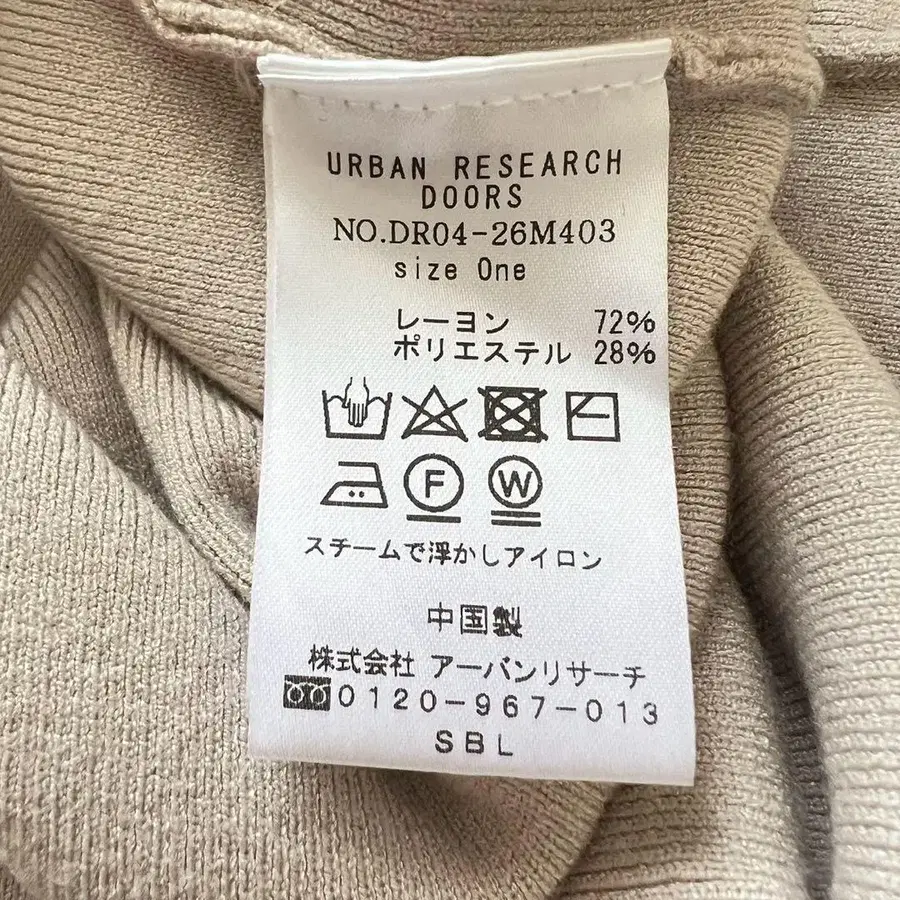 URBAN RESEARCH
DOORS
NO.DR04-26M403
size One
レーヨン 72%
ポリエステル 28%
F W
スチームで浮かしアイロン
中国製
株式会社 アーバンリサーチ
0120-967-013
SBL